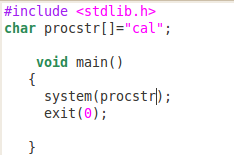 #include <stdlib.h>
char procstr[]="cal";
void main()
{
system(procstr);
exit(0);
}